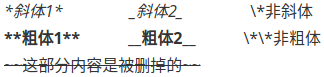 *斜体1* _斜体2_ \*非斜体
**粗体1** __粗体2__ \*\*非粗体
~~这部分内容是被删掉的~~